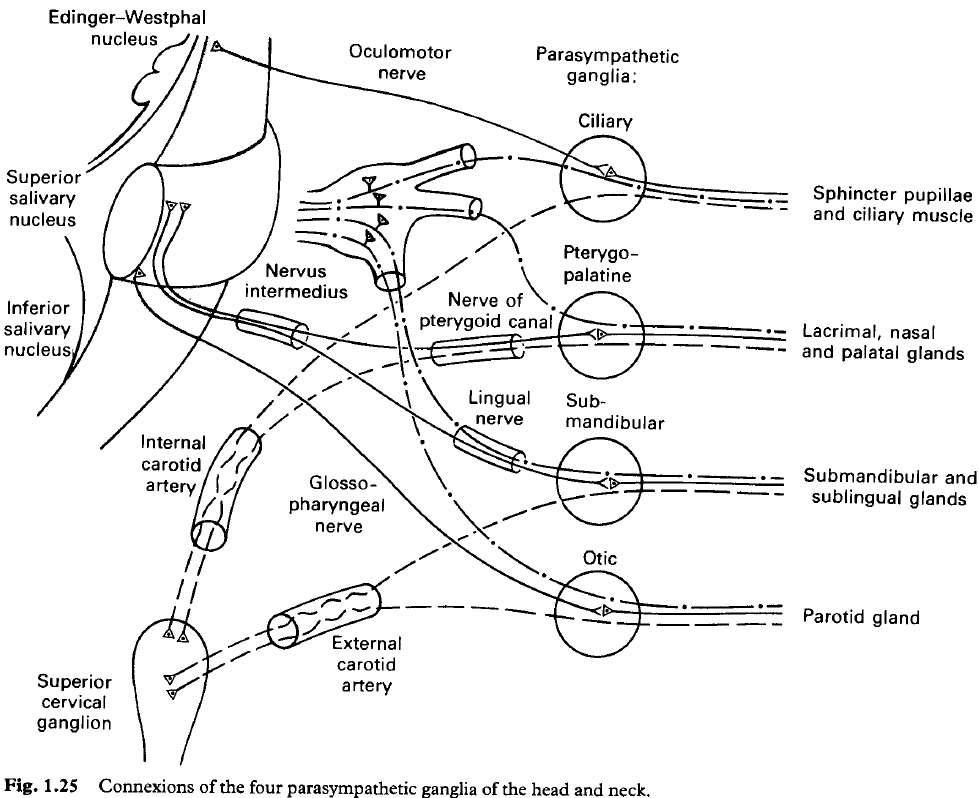 Edinger–Westphal
nucleus
Oculomotor
nerve
Parasympathetic
ganglia:
Ciliary
Superior
salivary
nucleus
Sphincter pupillae
and ciliary muscle
Pterygo-
palatine
Nervus
intermedius
Nerve of
pterygoid canal
Inferior
salivary
nucleus
Lacrimal, nasal
and palatal glands
Lingual
nerve
Sub-
mandibular
Internal
carotid
artery
Glosso-
pharyngeal
nerve
Submandibular and
sublingual glands
Otic
Parotid gland
External
carotid
artery
Superior
cervical
ganglion
Fig. 1.25 Connexions of the four parasympathetic ganglia of the head and neck.